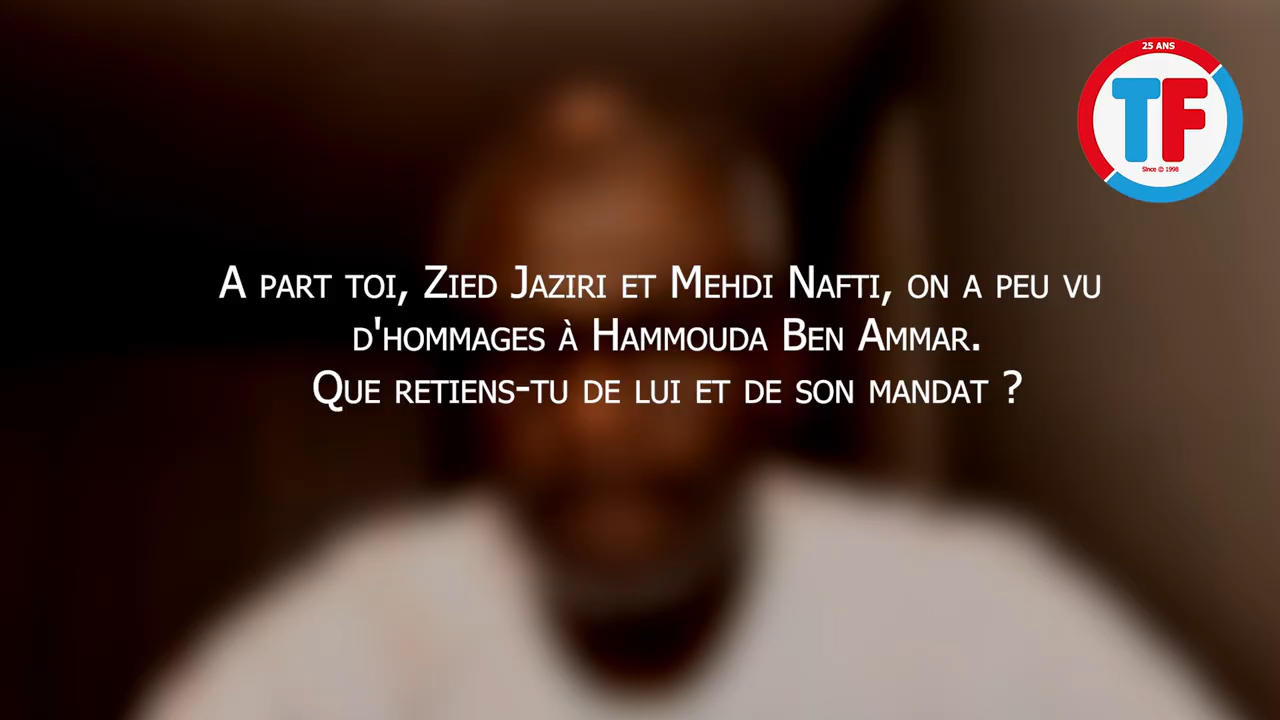 25 ANS
TF
Since © 1998
A PART TOI, ZIED JAZIRI ET MEHDI NAFTI, ON A PEU VU
D'HOMMAGES À HAMMOUDA BEN AMMAR.
QUE RETIENS-TU DE LUI ET DE SON MANDAT ?